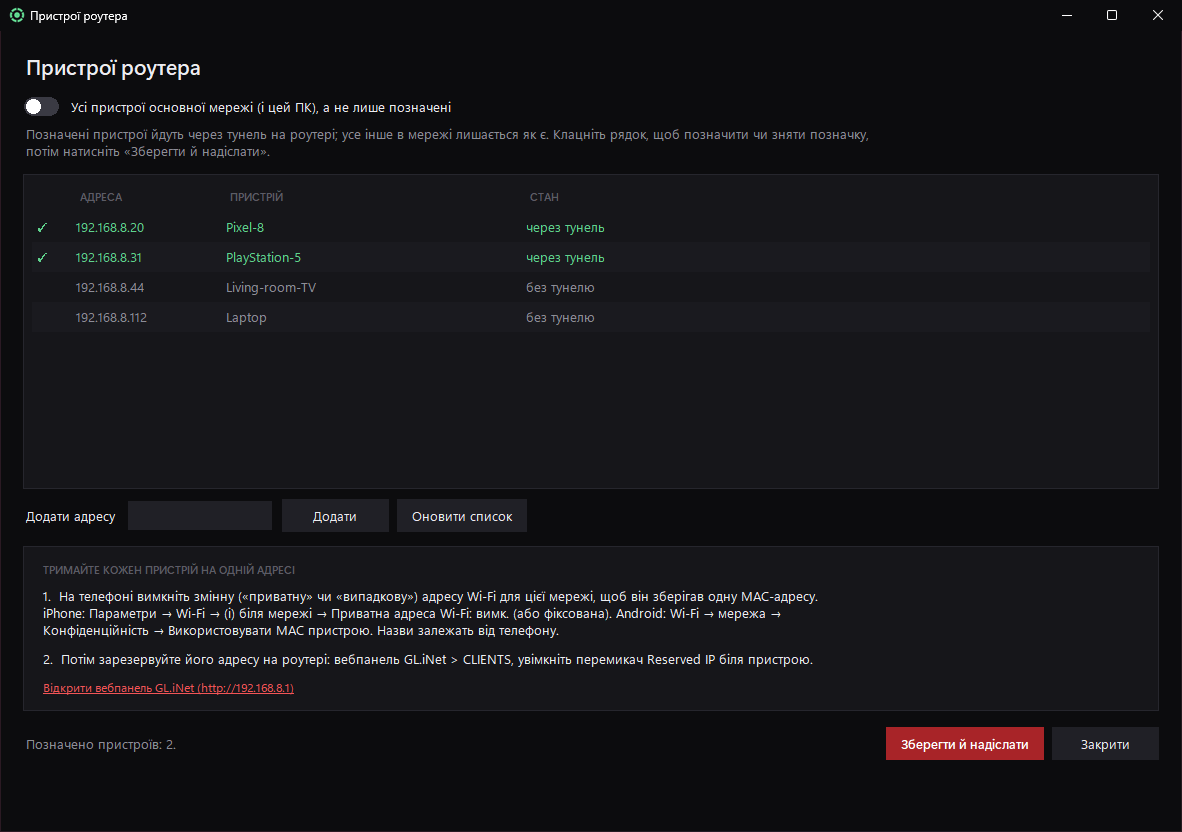 Пристрої роутера
Пристрої роутера
Усі пристрої основної мережі (і цей ПК), а не лише позначені
Позначені пристрої йдуть через тунель на роутері; усе інше в мережі лишається як є. Клацніть рядок, щоб позначити чи зняти позначку,
потім натисніть «Зберегти й надіслати».
АДРЕСА ПРИСТРІЙ СТАН
✓ 192.168.8.20 Pixel-8 через тунель
✓ 192.168.8.31 PlayStation-5 через тунель
192.168.8.44 Living-room-TV без тунелю
192.168.8.112 Laptop без тунелю
Додати адресу Додати Оновити список
ТРИМАЙТЕ КОЖЕН ПРИСТРІЙ НА ОДНІЙ АДРЕСІ
1. На телефоні вимкніть змінну («приватну» чи «випадкову») адресу Wi-Fi для цієї мережі, щоб він зберігав одну MAC-адресу.
iPhone: Параметри → Wi-Fi → (i) біля мережі → Приватна адреса Wi-Fi: вимк. (або фіксована). Android: Wi-Fi → мережа →
Конфіденційність → Використовувати MAC пристрою. Назви залежать від телефону.
2. Потім зарезервуйте його адресу на роутері: вебпанель GL.iNet > CLIENTS, увімкніть перемикач Reserved IP біля пристрою.
Відкрити вебпанель GL.iNet (http://192.168.8.1)
Позначено пристроїв: 2. Зберегти й надіслати Закрити